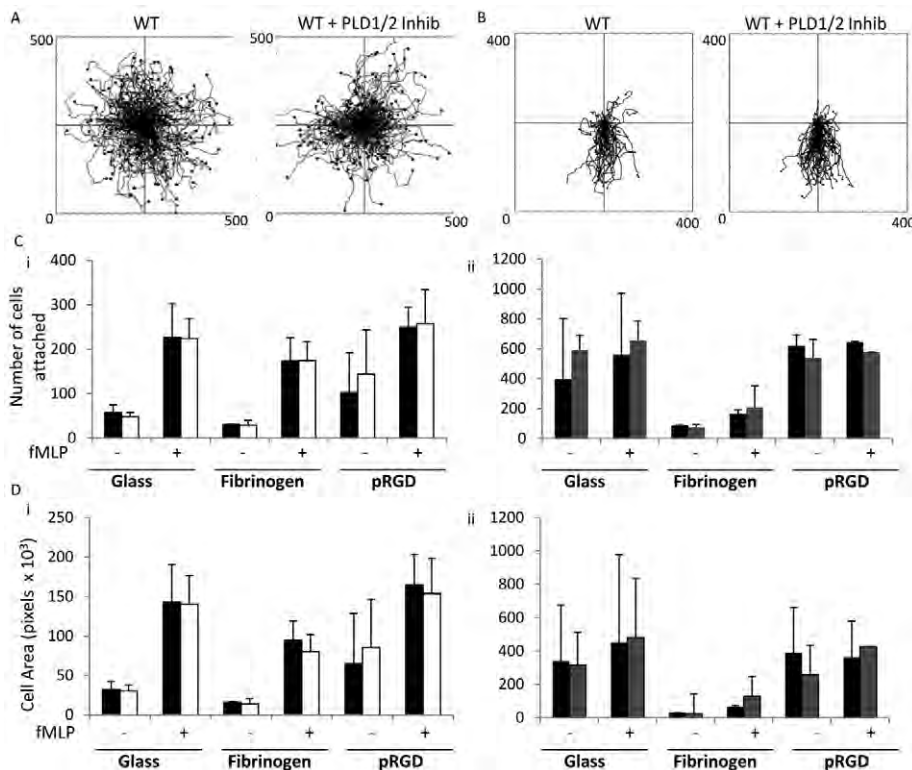 A
WT
WT + PLD1/2 Inhib
B
WT
WT + PLD1/2 Inhib
500
0
500
500
400
0
400
400
C
i
Number of cells attached
400
300
200
100
0
fMLP
- + - + - +
Glass Fibrinogen pRGD
ii
1200
1000
800
600
400
200
0
- + - + - +
Glass Fibrinogen pRGD
D
i
Cell Area (pixels x 10³)
250
200
150
100
50
0
fMLP
- + - + - +
Glass Fibrinogen pRGD
ii
1200
1000
800
600
400
200
0
- + - + - +
Glass Fibrinogen pRGD